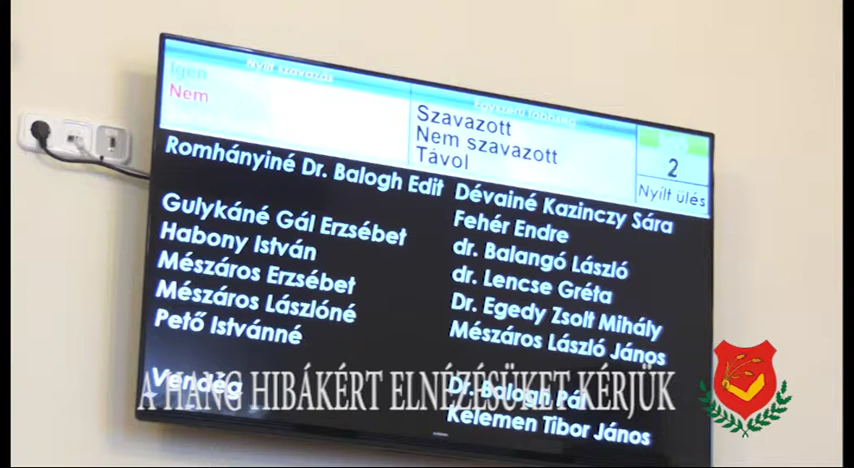 Nyílt szavazás
Igen
Nem
Egyszerű többség
Szavazott
Nem szavazott
Távol
2
Nyílt ülés
Romhányiné Dr. Balogh Edit
Gulykáné Gál Erzsébet
Habony István
Mészáros Erzsébet
Mészáros Lászlóné
Pető Istvánné
Vendég
Dévainé Kazinczy Sára
Fehér Endre
dr. Balangó László
dr. Lencse Gréta
Dr. Egedy Zsolt Mihály
Mészáros László János
Dr. Balogh Pál
Kelemen Tibor János
A HANG HIBÁKÉRT ELNÉZÉSÜKET KÉRJÜK